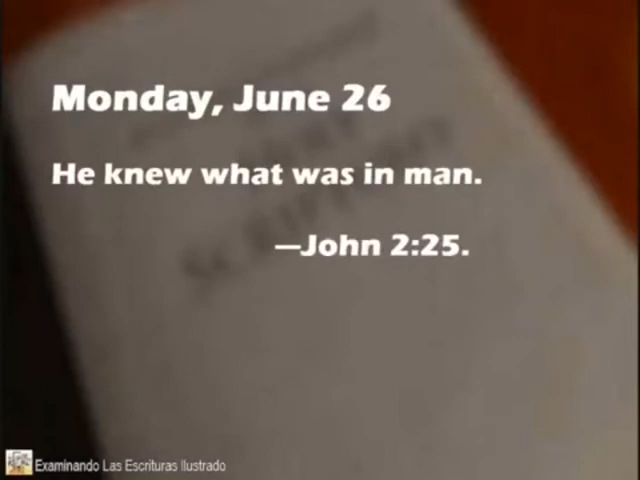 Monday, June 26
He knew what was in man.
—John 2:25.
Examinando Las Escrituras Ilustrado